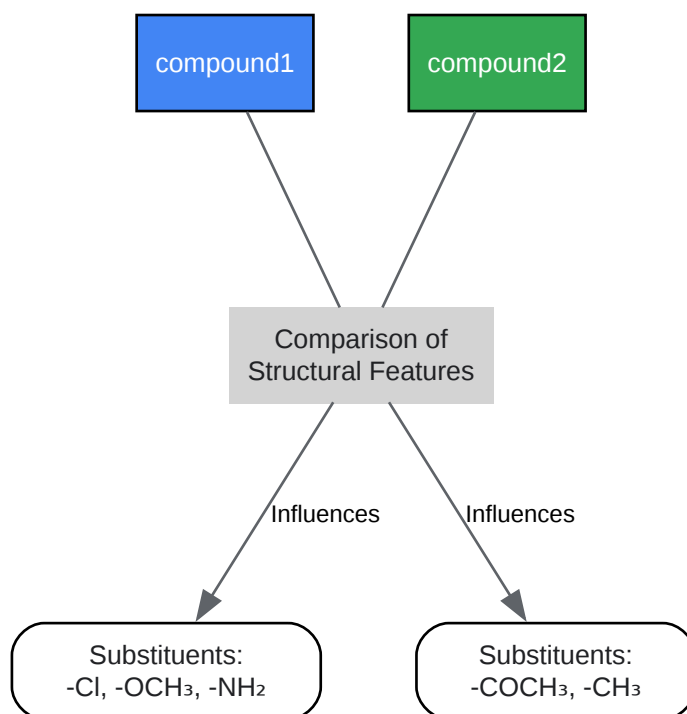 compound1
compound2
Comparison of
Structural Features
Influences
Influences
Substituents:
-Cl, -OCH₃, -NH₂
Substituents:
-COCH₃, -CH₃